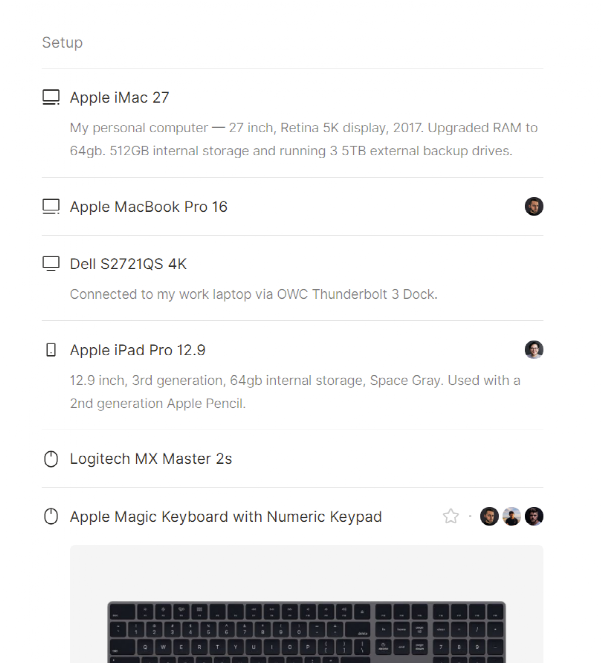 Setup
Apple iMac 27
My personal computer — 27 inch, Retina 5K display, 2017. Upgraded RAM to
64gb. 512GB internal storage and running 3 5TB external backup drives.
Apple MacBook Pro 16
Dell S2721QS 4K
Connected to my work laptop via OWC Thunderbolt 3 Dock.
Apple iPad Pro 12.9
12.9 inch, 3rd generation, 64gb internal storage, Space Gray. Used with a
2nd generation Apple Pencil.
Logitech MX Master 2s
Apple Magic Keyboard with Numeric Keypad
Q W E R T Y U I O P